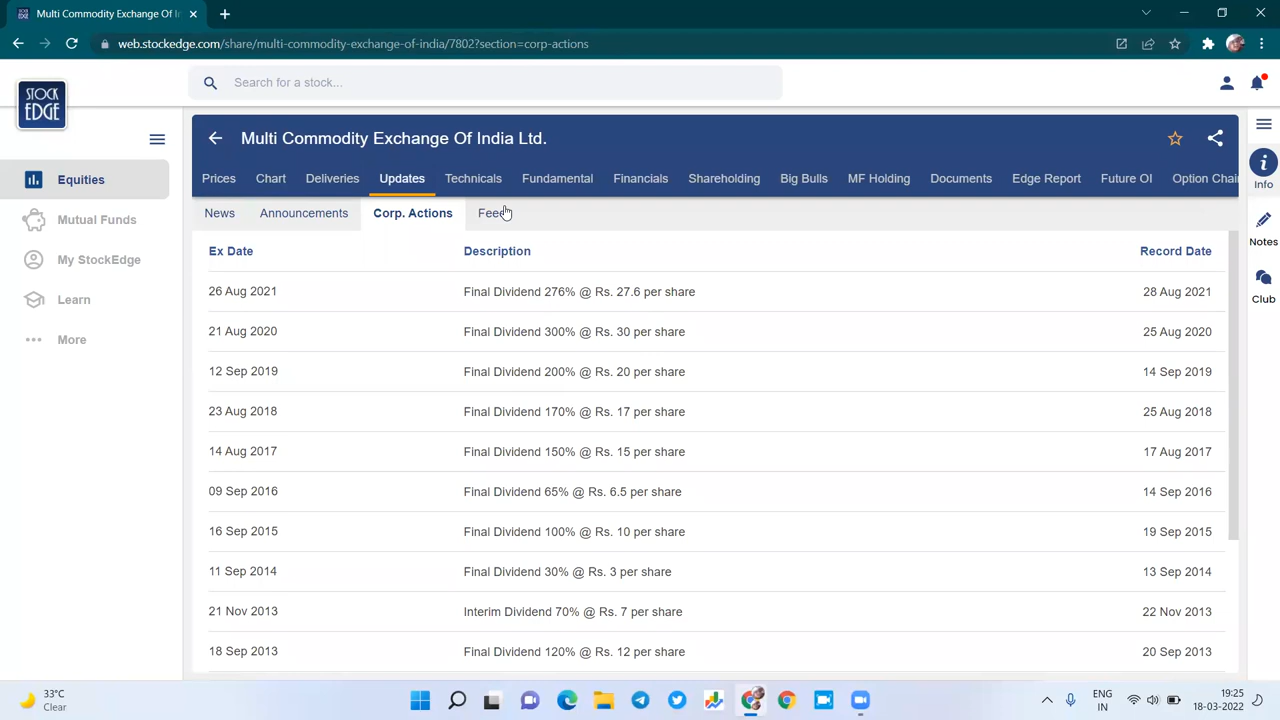 Multi Commodity Exchange Of In
web.stockedge.com/share/multi-commodity-exchange-of-india/7802?section=corp-actions
STOCK
EDGE
Search for a stock...
Multi Commodity Exchange Of India Ltd.
Prices Chart Deliveries Updates Technicals Fundamental Financials Shareholding Big Bulls MF Holding Documents Edge Report Future OI Option Chain
News Announcements Corp. Actions Feed
Equities
Mutual Funds
My StockEdge
Learn
More
Info
Notes
Club
Ex Date Description Record Date
26 Aug 2021 Final Dividend 276% @ Rs. 27.6 per share 28 Aug 2021
21 Aug 2020 Final Dividend 300% @ Rs. 30 per share 25 Aug 2020
12 Sep 2019 Final Dividend 200% @ Rs. 20 per share 14 Sep 2019
23 Aug 2018 Final Dividend 170% @ Rs. 17 per share 25 Aug 2018
14 Aug 2017 Final Dividend 150% @ Rs. 15 per share 17 Aug 2017
09 Sep 2016 Final Dividend 65% @ Rs. 6.5 per share 14 Sep 2016
16 Sep 2015 Final Dividend 100% @ Rs. 10 per share 19 Sep 2015
11 Sep 2014 Final Dividend 30% @ Rs. 3 per share 13 Sep 2014
21 Nov 2013 Interim Dividend 70% @ Rs. 7 per share 22 Nov 2013
18 Sep 2013 Final Dividend 120% @ Rs. 12 per share 20 Sep 2013
33°C
Clear
ENG
IN
19:25
18-03-2022